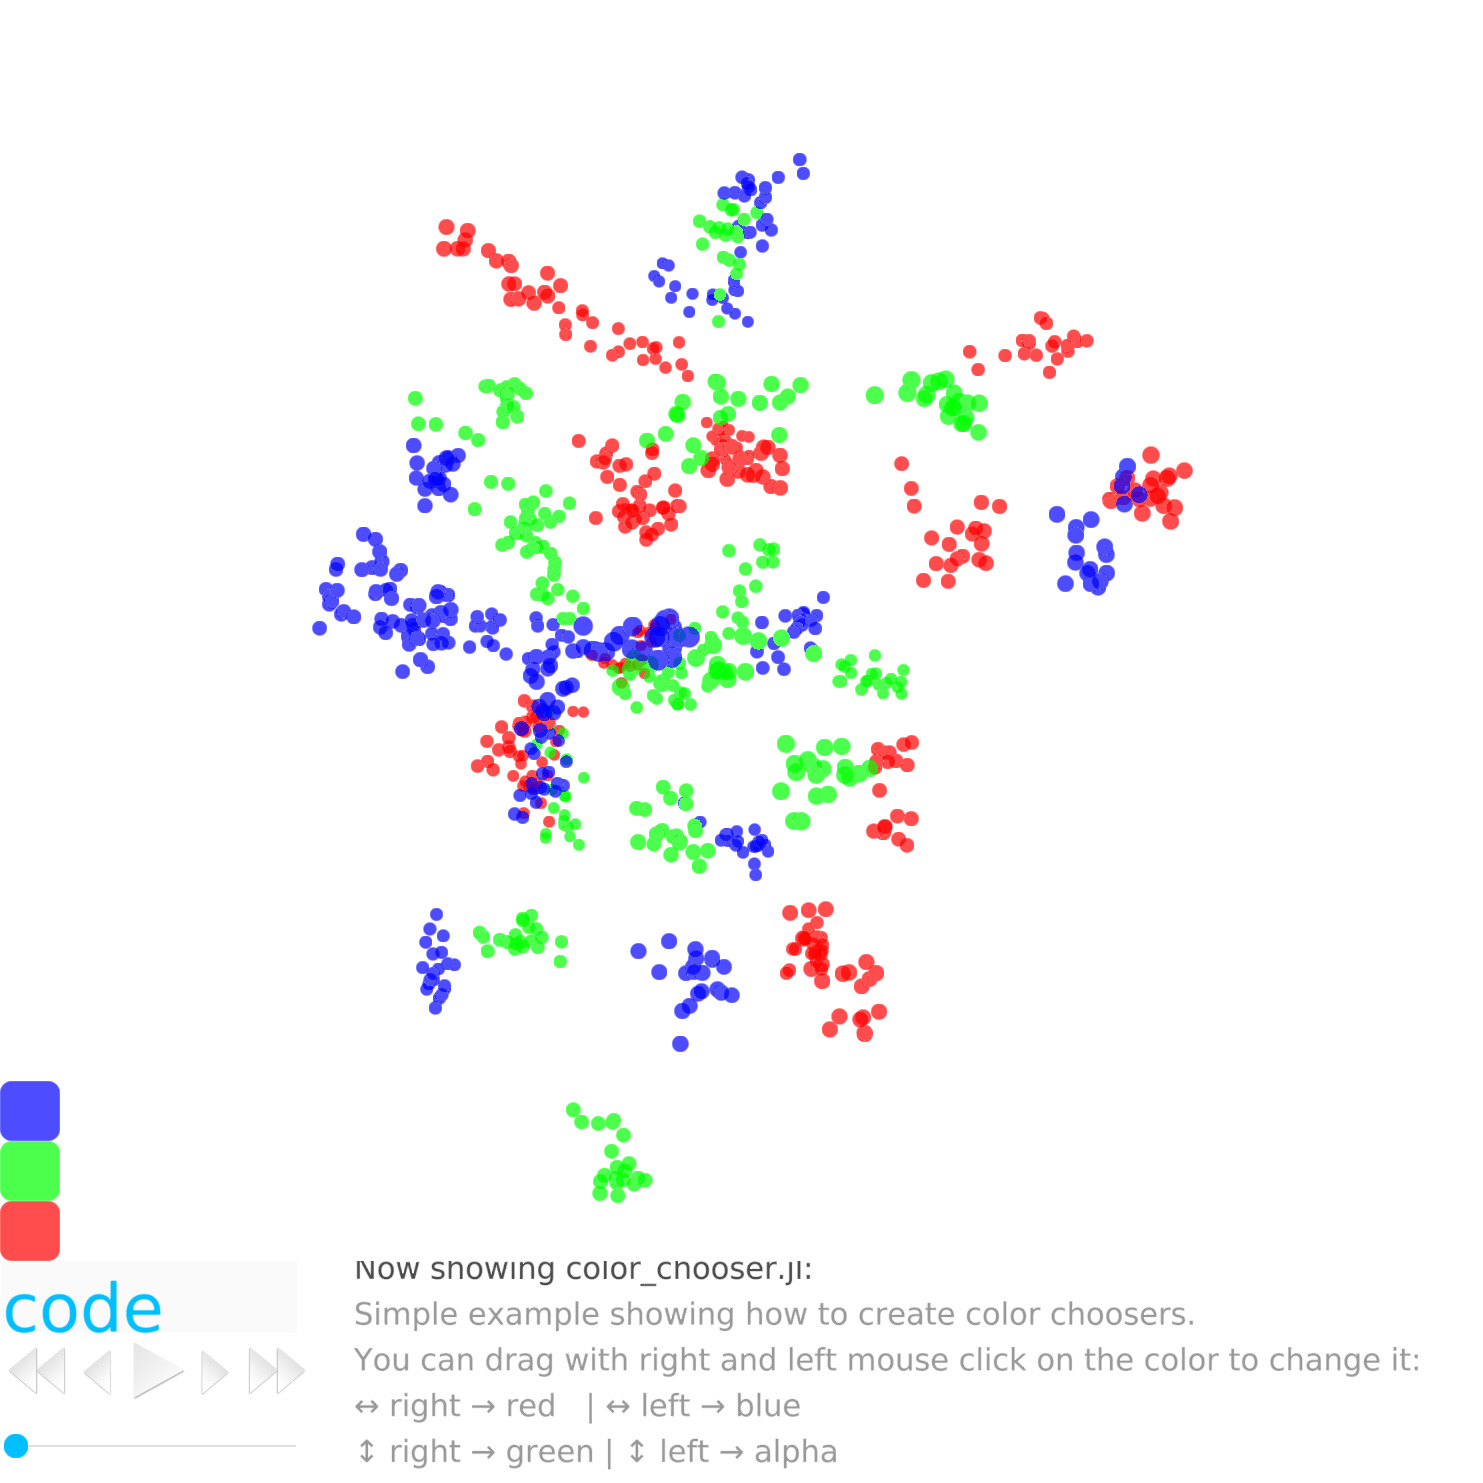 code
Now showing color_chooser.jl:
Simple example showing how to create color choosers.
You can drag with right and left mouse click on the color to change it:
↔ right → red | ↔ left → blue
↕ right → green | ↕ left → alpha